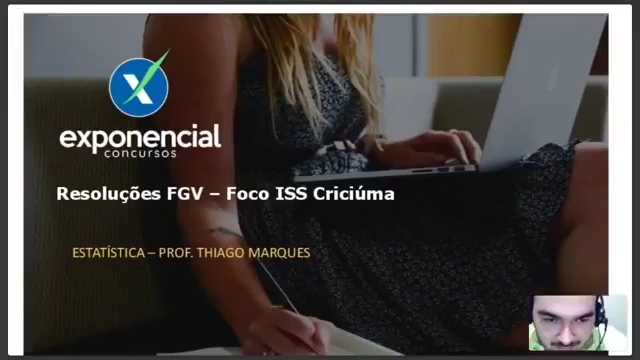 exponencial
concursos
Resoluções FGV – Foco ISS Criciúma
ESTATÍSTICA – PROF. THIAGO MARQUES